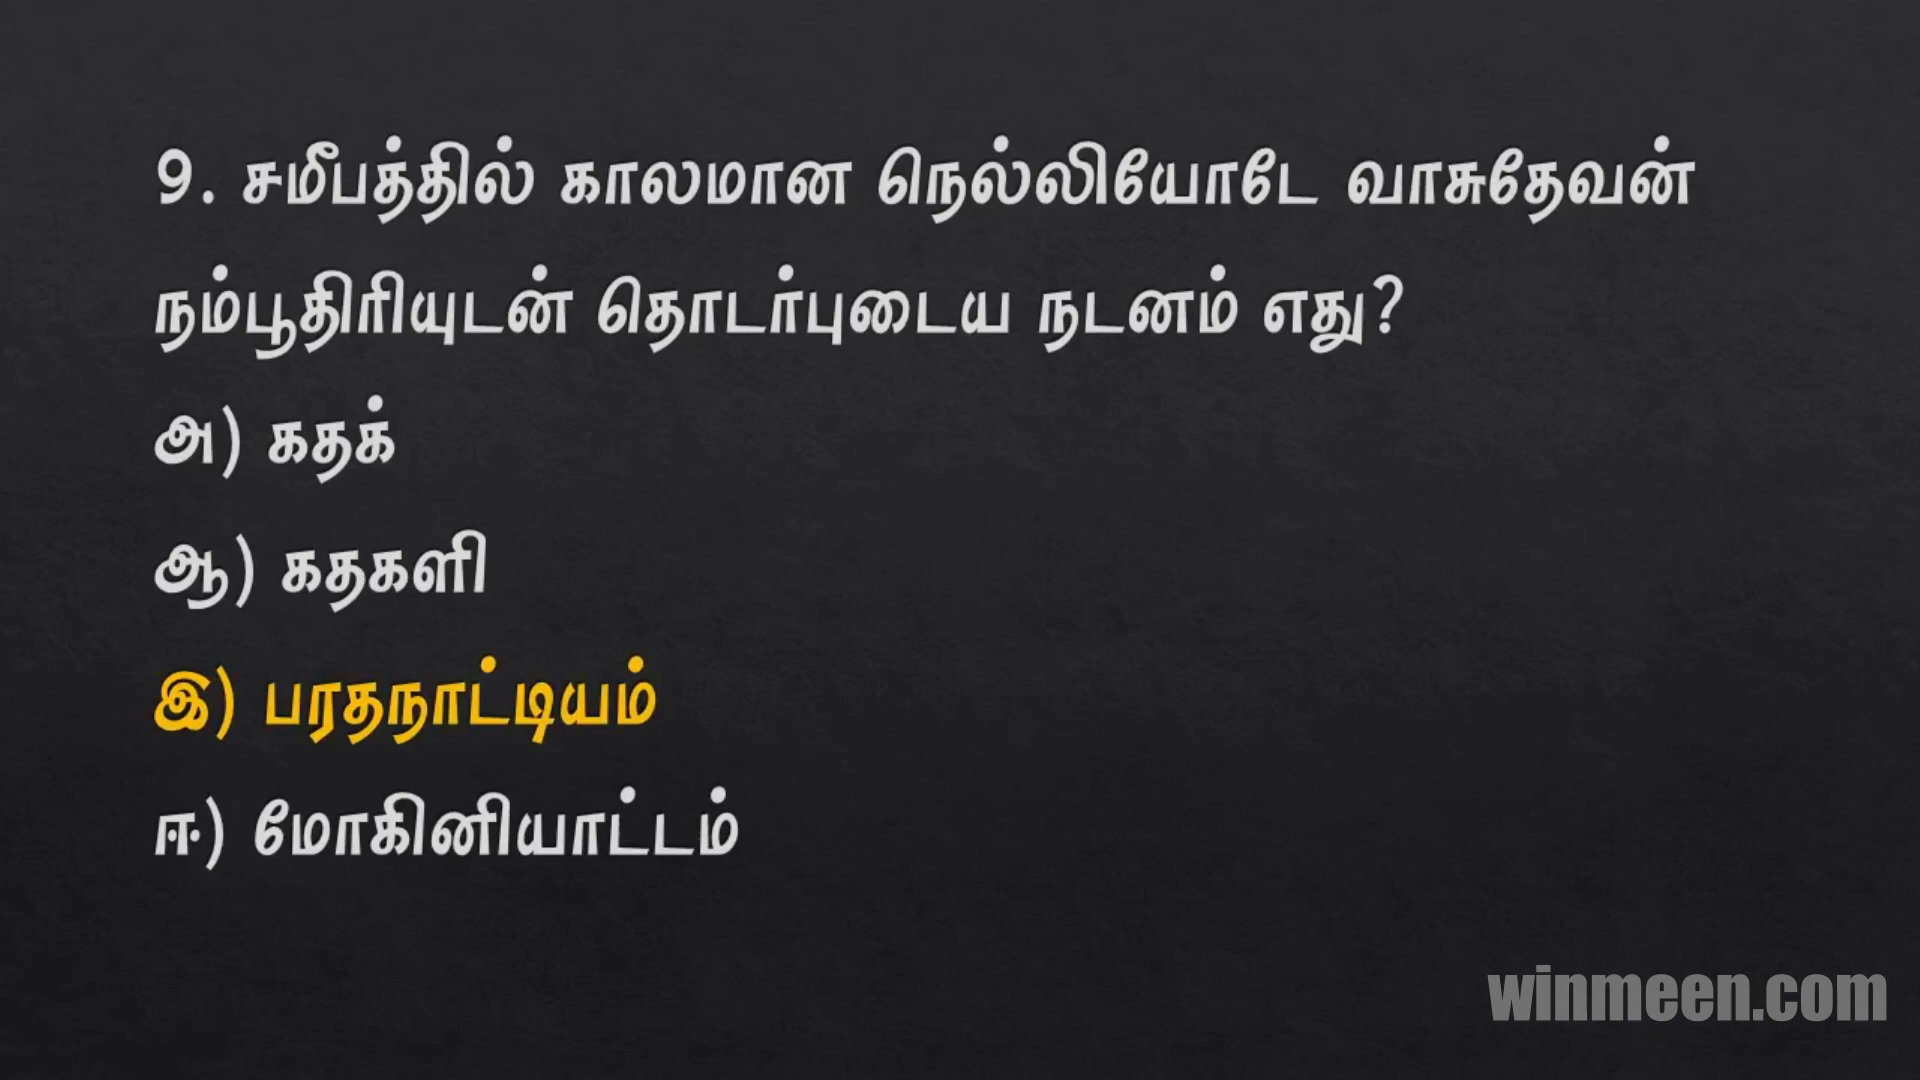 9. சமீபத்தில் காலமான நெல்லியோடே வாசுதேவன்
நம்பூதிரியுடன் தொடர்புடைய நடனம் எது?
அ) கதக்
ஆ) கதகளி
இ) பரதநாட்டியம்
ஈ) மோகினியாட்டம்
winmeen.com